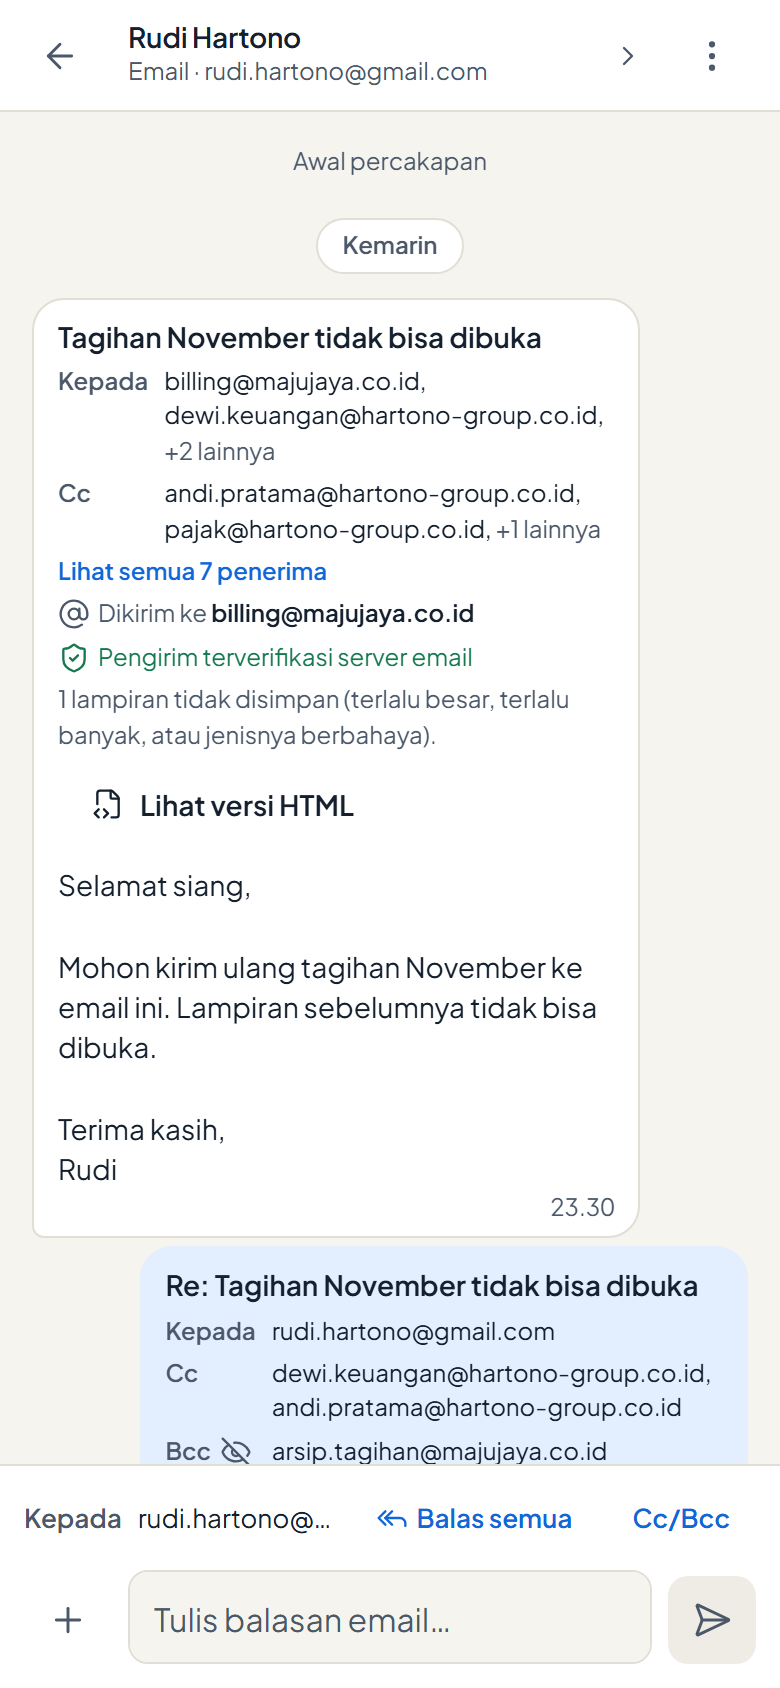 Rudi Hartono
Email · rudi.hartono@gmail.com
Awal percakapan
Kemarin
Tagihan November tidak bisa dibuka
Kepada billing@majujaya.co.id,
dewi.keuangan@hartono-group.co.id,
+2 lainnya
Cc andi.pratama@hartono-group.co.id,
pajak@hartono-group.co.id, +1 lainnya
Lihat semua 7 penerima
Dikirim ke billing@majujaya.co.id
Pengirim terverifikasi server email
1 lampiran tidak disimpan (terlalu besar, terlalu
banyak, atau jenisnya berbahaya).
Lihat versi HTML
Selamat siang,
Mohon kirim ulang tagihan November ke
email ini. Lampiran sebelumnya tidak bisa
dibuka.
Terima kasih,
Rudi
23.30
Re: Tagihan November tidak bisa dibuka
Kepada rudi.hartono@gmail.com
Cc dewi.keuangan@hartono-group.co.id,
andi.pratama@hartono-group.co.id
Bcc arsip.tagihan@majujaya.co.id
Kepada rudi.hartono@... Balas semua Cc/Bcc
Tulis balasan email...